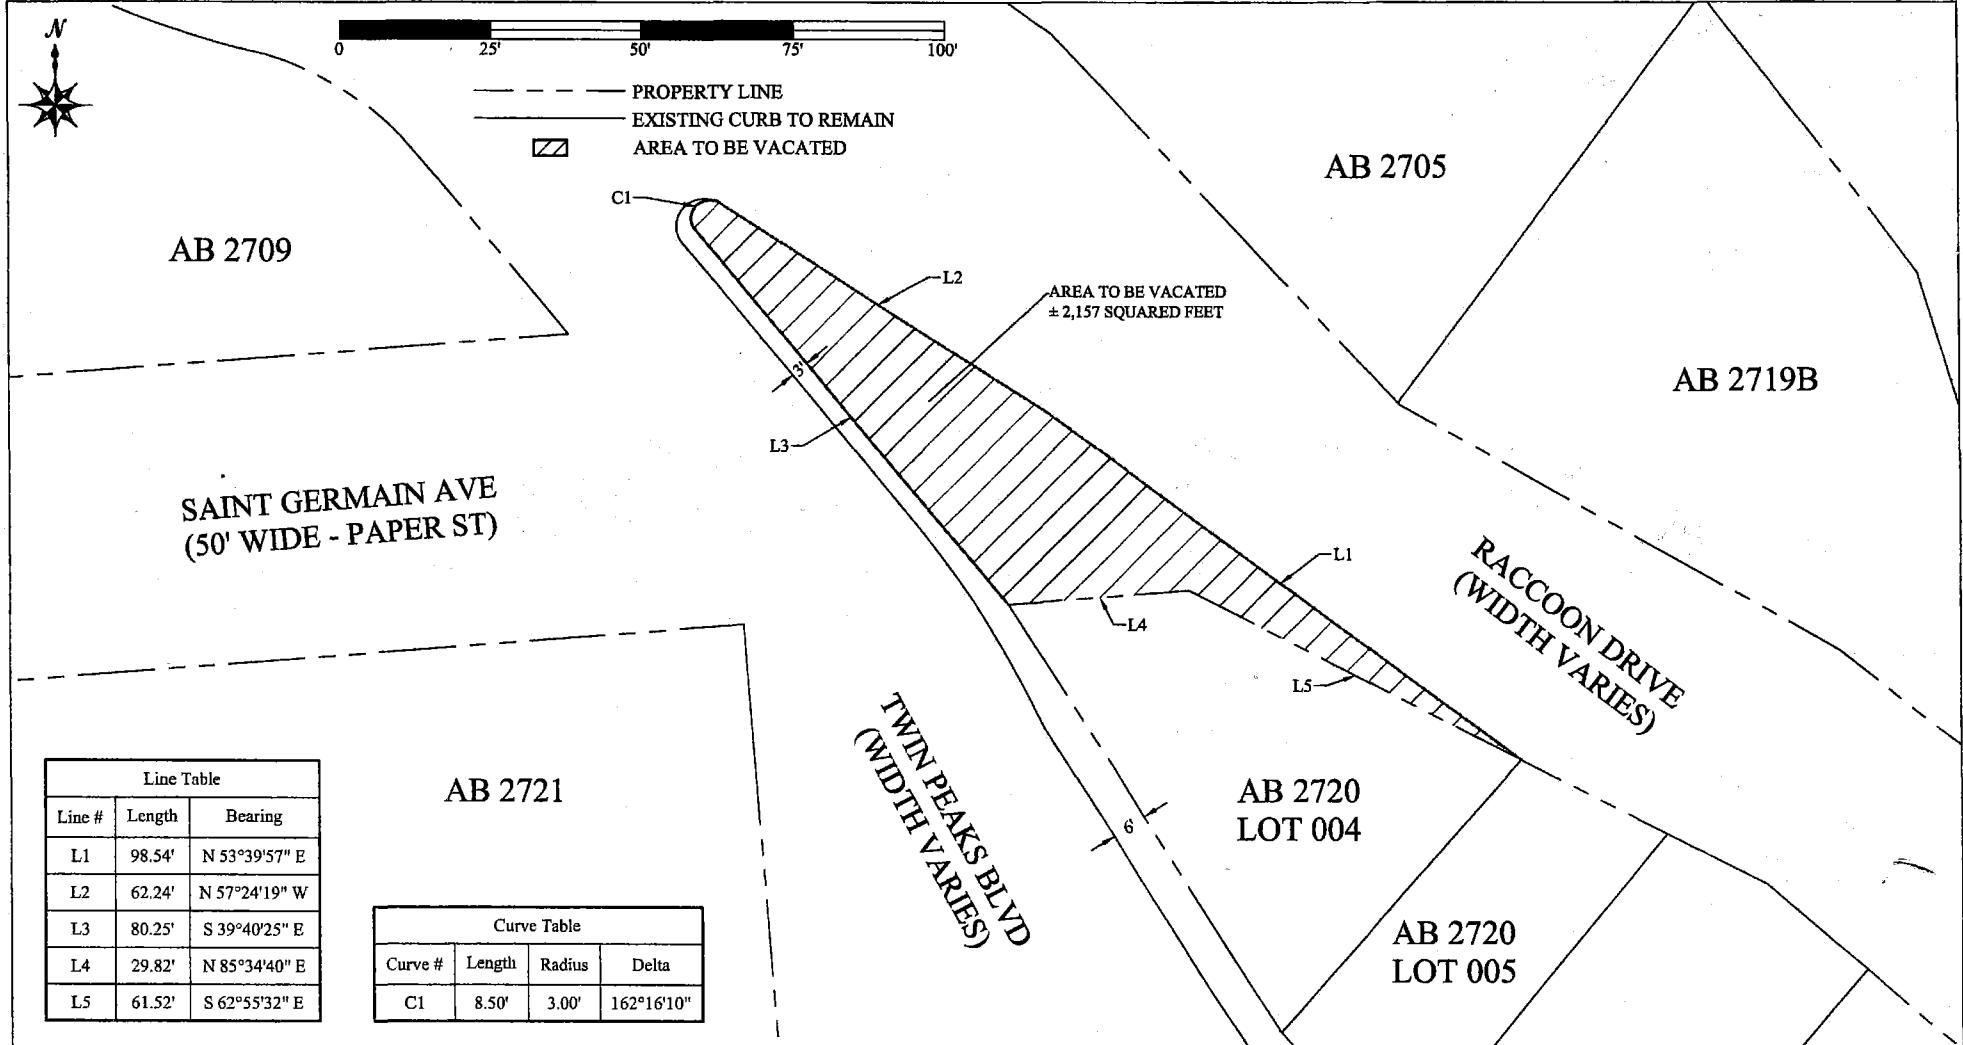 N
0 25' 50' 75' 100'
PROPERTY LINE
EXISTING CURB TO REMAIN
AREA TO BE VACATED
AB 2709
AB 2705
AB 2719B
C1
L2
AREA TO BE VACATED
± 2,157 SQUARED FEET
3'
L3
SAINT GERMAIN AVE
(50' WIDE - PAPER ST)
L1
L4
L5
RACCOON DRIVE
(WIDTH VARIES)
TWIN PEAKS BLVD
(WIDTH VARIES)
6'
AB 2721
AB 2720
LOT 004
AB 2720
LOT 005
Line Table
Line # Length Bearing
L1 98.54' N 53°39'57" E
L2 62.24' N 57°24'19" W
L3 80.25' S 39°40'25" E
L4 29.82' N 85°34'40" E
L5 61.52' S 62°55'32" E
Curve Table
Curve # Length Radius Delta
C1 8.50' 3.00' 162°16'10"